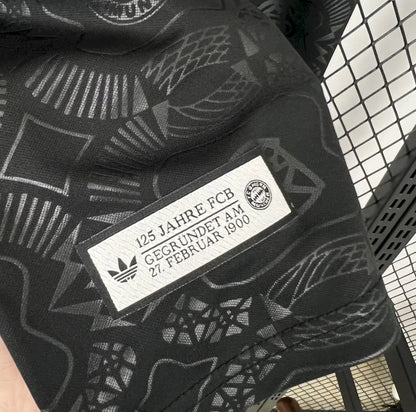 125 JAHRE FCB
GEGRÜNDET AM
27. FEBRUAR 1900